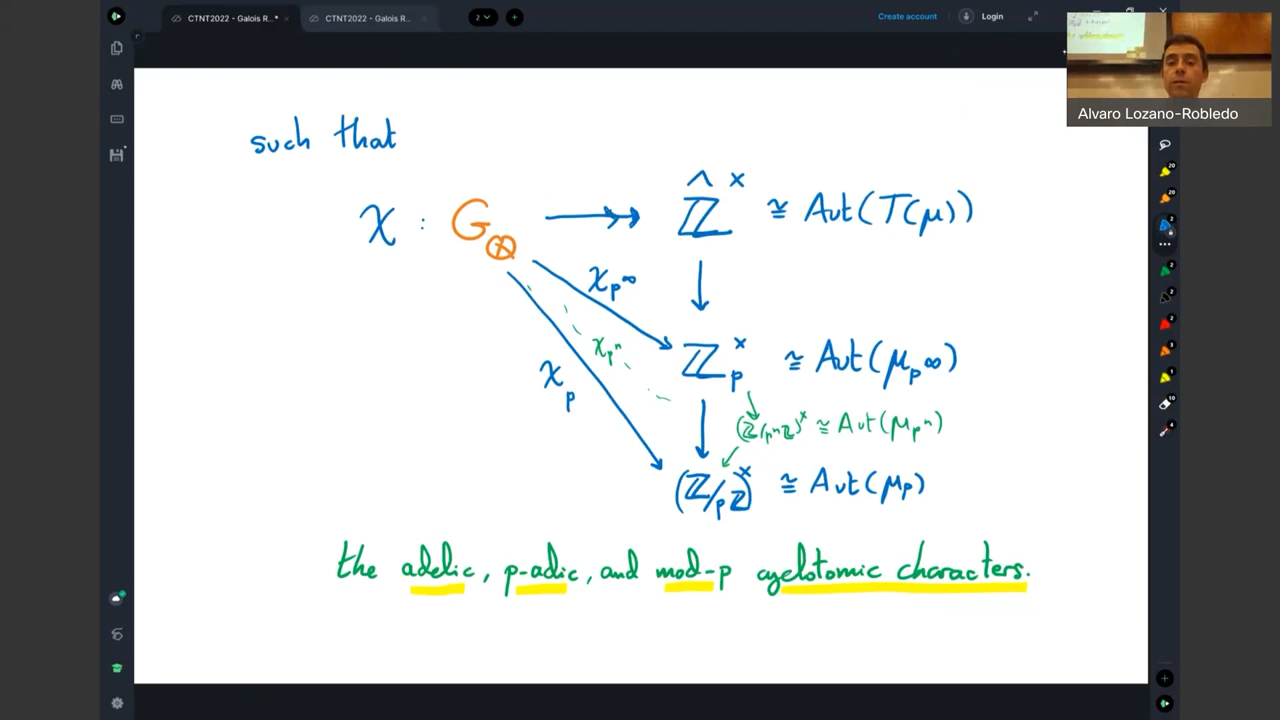 CTNT2022 - Galois R...*
CTNT2022 - Galois R...
2
Create account
Login
Alvaro Lozano-Robledo
such that
χ : G_ℚ ↠ Ẑ^× ≅ Aut(T(μ))
χ_{p^∞}
χ_{p^n}
χ_p
ℤ_p^× ≅ Aut(μ_{p^∞})
(ℤ/p^nℤ)^× ≅ Aut(μ_{p^n})
(ℤ/pℤ)^× ≅ Aut(μ_p)
the adelic, p-adic, and mod-p cyclotomic characters.